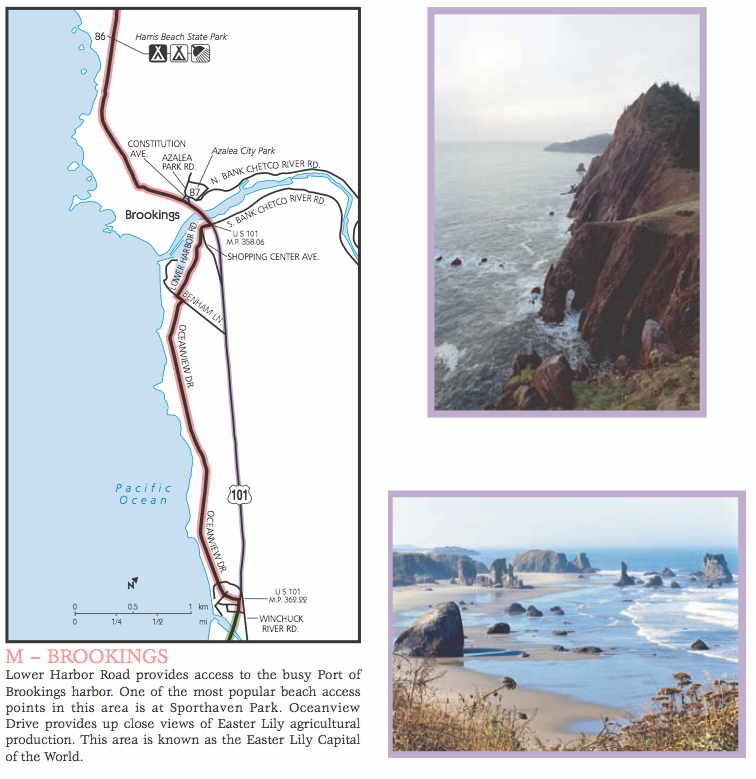 86
Harris Beach State Park
CONSTITUTION
AVE.
AZALEA
PARK RD.
Azalea City Park
87
N. BANK CHETCO RIVER RD.
Brookings
S. BANK CHETCO RIVER RD.
U S 101
M.P. 358.06
LOWER HARBOR RD.
SHOPPING CENTER AVE.
BENHAM LN.
OCEANVIEW DR.
Pacific
Ocean
101
OCEANVIEW DR.
N
U S 101
M.P. 362.22
0 0.5 1 km
0 1/4 1/2 mi
WINCHUCK
RIVER RD.
M – BROOKINGS
Lower Harbor Road provides access to the busy Port of
Brookings harbor. One of the most popular beach access
points in this area is at Sporthaven Park. Oceanview
Drive provides up close views of Easter Lily agricultural
production. This area is known as the Easter Lily Capital
of the World.